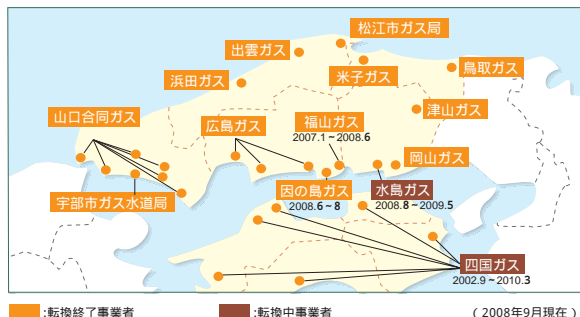 松江市ガス局
出雲ガス
米子ガス
鳥取ガス
浜田ガス
津山ガス
山口合同ガス
広島ガス
福山ガス
2007.1~2008.6
岡山ガス
宇部市ガス水道局
因の島ガス
2008.6~8
水島ガス
2008.8~2009.5
四国ガス
2002.9~2010.3
:転換終了事業者
:転換中事業者
(2008年9月現在)